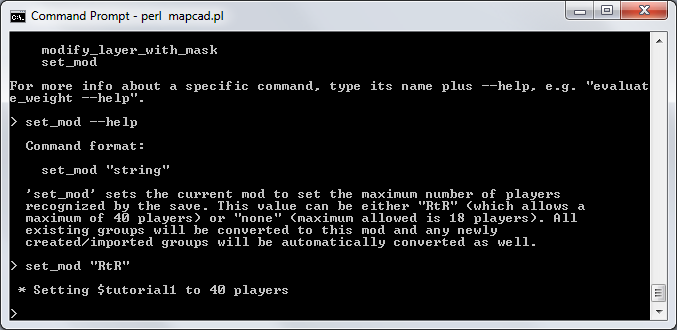 Command Prompt - perl  mapcad.pl
modify_layer_with_mask
set_mod
For more info about a specific command, type its name plus --help, e.g. "evaluat
e_weight --help".
> set_mod --help
Command format:
set_mod "string"
'set_mod' sets the current mod to set the maximum number of players
recognized by the save. This value can be either "RtR" (which allows a
maximum of 40 players) or "none" (maximum allowed is 18 players). All
existing groups will be converted to this mod and any newly
created/imported groups will be automatically converted as well.
> set_mod "RtR"
* Setting $tutorial1 to 40 players
>